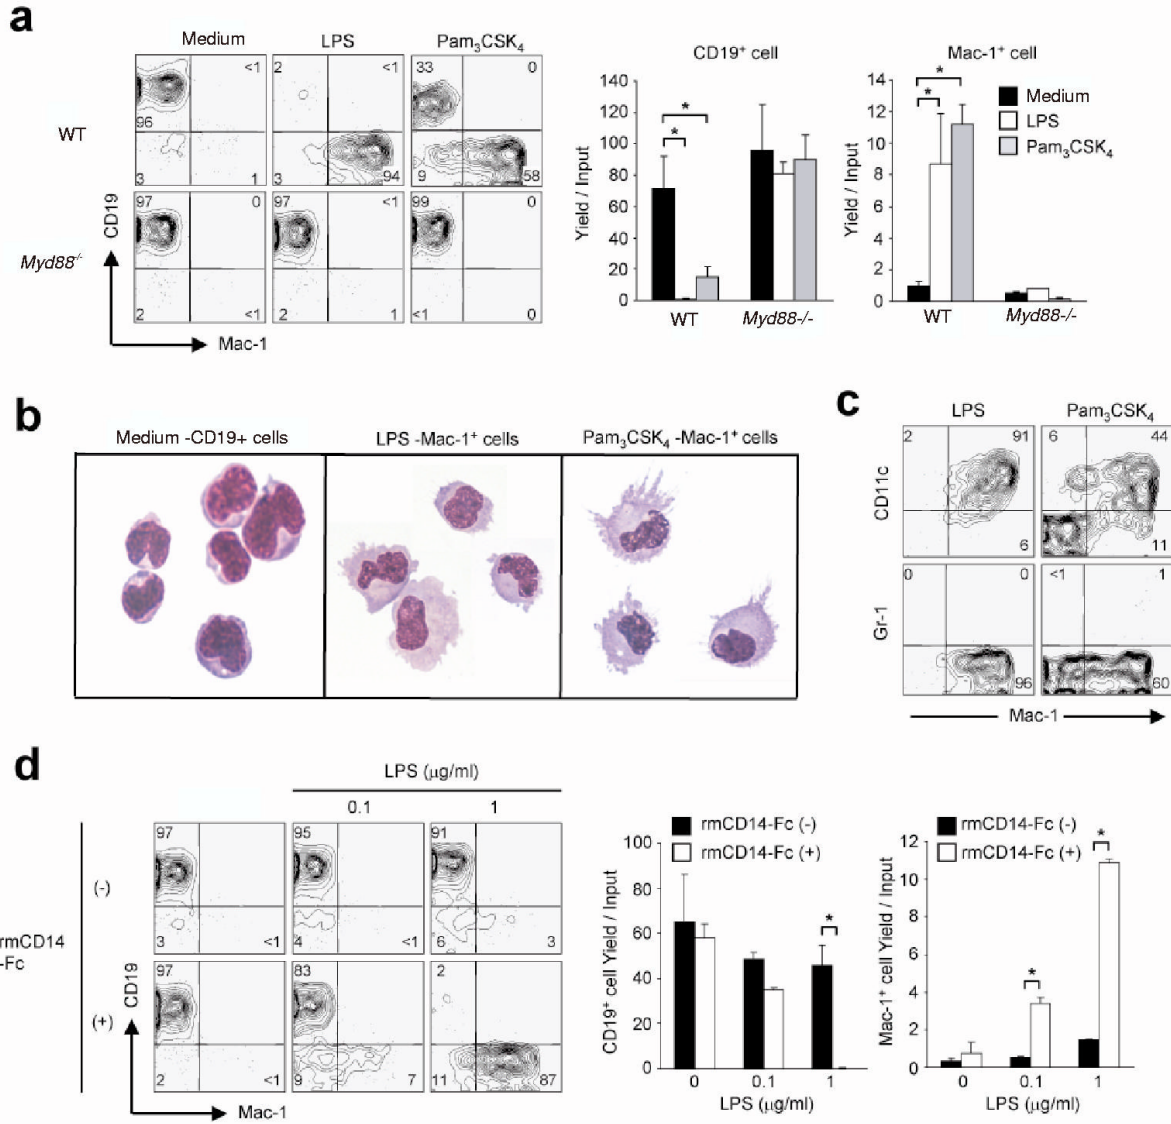 a
Medium LPS Pam3CSK4
WT
<1 2 <1 33 0
96
3 1 3 94 9 58
Myd88-/-
97 0 97 <1 99 0
2 <1 2 1 <1 0
CD19
Mac-1
CD19+ cell
Yield / Input
140
120
100
80
60
40
20
0
WT Myd88-/-
*
*
Mac-1+ cell
Yield / Input
14
12
10
8
6
4
2
0
WT Myd88-/-
*
*
Medium
LPS
Pam3CSK4
b
Medium -CD19+ cells LPS -Mac-1+ cells Pam3CSK4 -Mac-1+ cells
c
LPS Pam3CSK4
CD11c
2 91 6 44
6 11
Gr-1
0 0 <1 1
96 60
Mac-1
d
LPS (µg/ml)
0.1 1
rmCD14
-Fc
(-)
97 95 91
3 <1 4 <1 6 3
(+)
97 83 2
2 <1 9 7 11 87
CD19
Mac-1
rmCD14-Fc (-)
rmCD14-Fc (+)
CD19+ cell Yield / Input
100
80
60
40
20
0
*
0 0.1 1
LPS (µg/ml)
rmCD14-Fc (-)
rmCD14-Fc (+)
Mac-1+ cell Yield / Input
12
10
8
6
4
2
0
*
*
0 0.1 1
LPS (µg/ml)